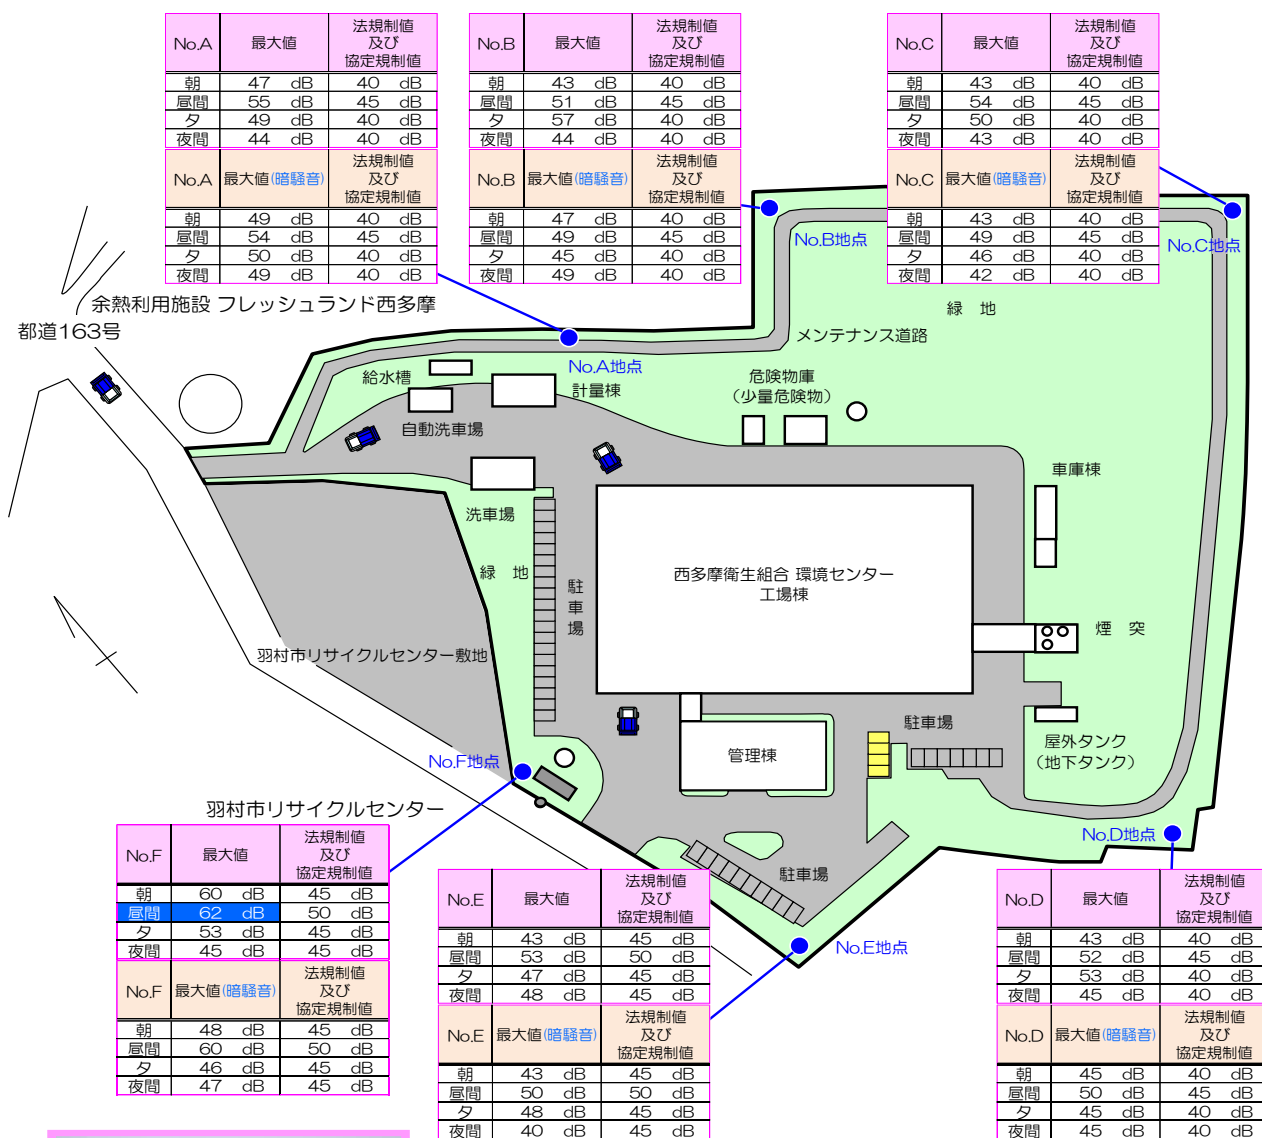 No.A 最大値 法規制値及び協定規制値
朝 47 dB 40 dB
昼間 55 dB 45 dB
夕 49 dB 40 dB
夜間 44 dB 40 dB
No.A 最大値(暗騒音) 法規制値及び協定規制値
朝 49 dB 40 dB
昼間 54 dB 45 dB
夕 50 dB 40 dB
夜間 49 dB 40 dB
No.B 最大値 法規制値及び協定規制値
朝 43 dB 40 dB
昼間 51 dB 45 dB
夕 57 dB 40 dB
夜間 44 dB 40 dB
No.B 最大値(暗騒音) 法規制値及び協定規制値
朝 47 dB 40 dB
昼間 49 dB 45 dB
夕 45 dB 40 dB
夜間 49 dB 40 dB
No.C 最大値 法規制値及び協定規制値
朝 43 dB 40 dB
昼間 54 dB 45 dB
夕 50 dB 40 dB
夜間 43 dB 40 dB
No.C 最大値(暗騒音) 法規制値及び協定規制値
朝 43 dB 40 dB
昼間 49 dB 45 dB
夕 46 dB 40 dB
夜間 42 dB 40 dB
No.B地点
No.C地点
余熱利用施設 フレッシュランド西多摩
緑 地
都道163号
メンテナンス道路
No.A地点
給水槽
計量棟
危険物庫
(少量危険物)
自動洗車場
車庫棟
洗車場
緑 地
駐車場
西多摩衛生組合 環境センター
工場棟
煙 突
羽村市リサイクルセンター敷地
駐車場
屋外タンク
(地下タンク)
管理棟
No.F地点
羽村市リサイクルセンター
No.D地点
駐車場
No.E地点
No.F 最大値 法規制値及び協定規制値
朝 60 dB 45 dB
昼間 62 dB 50 dB
夕 53 dB 45 dB
夜間 45 dB 45 dB
No.F 最大値(暗騒音) 法規制値及び協定規制値
朝 48 dB 45 dB
昼間 60 dB 50 dB
夕 46 dB 45 dB
夜間 47 dB 45 dB
No.E 最大値 法規制値及び協定規制値
朝 43 dB 45 dB
昼間 53 dB 50 dB
夕 47 dB 45 dB
夜間 48 dB 45 dB
No.E 最大値(暗騒音) 法規制値及び協定規制値
朝 43 dB 45 dB
昼間 50 dB 50 dB
夕 48 dB 45 dB
夜間 40 dB 45 dB
No.D 最大値 法規制値及び協定規制値
朝 43 dB 40 dB
昼間 52 dB 45 dB
夕 53 dB 40 dB
夜間 45 dB 40 dB
No.D 最大値(暗騒音) 法規制値及び協定規制値
朝 45 dB 40 dB
昼間 50 dB 45 dB
夕 45 dB 40 dB
夜間 45 dB 40 dB